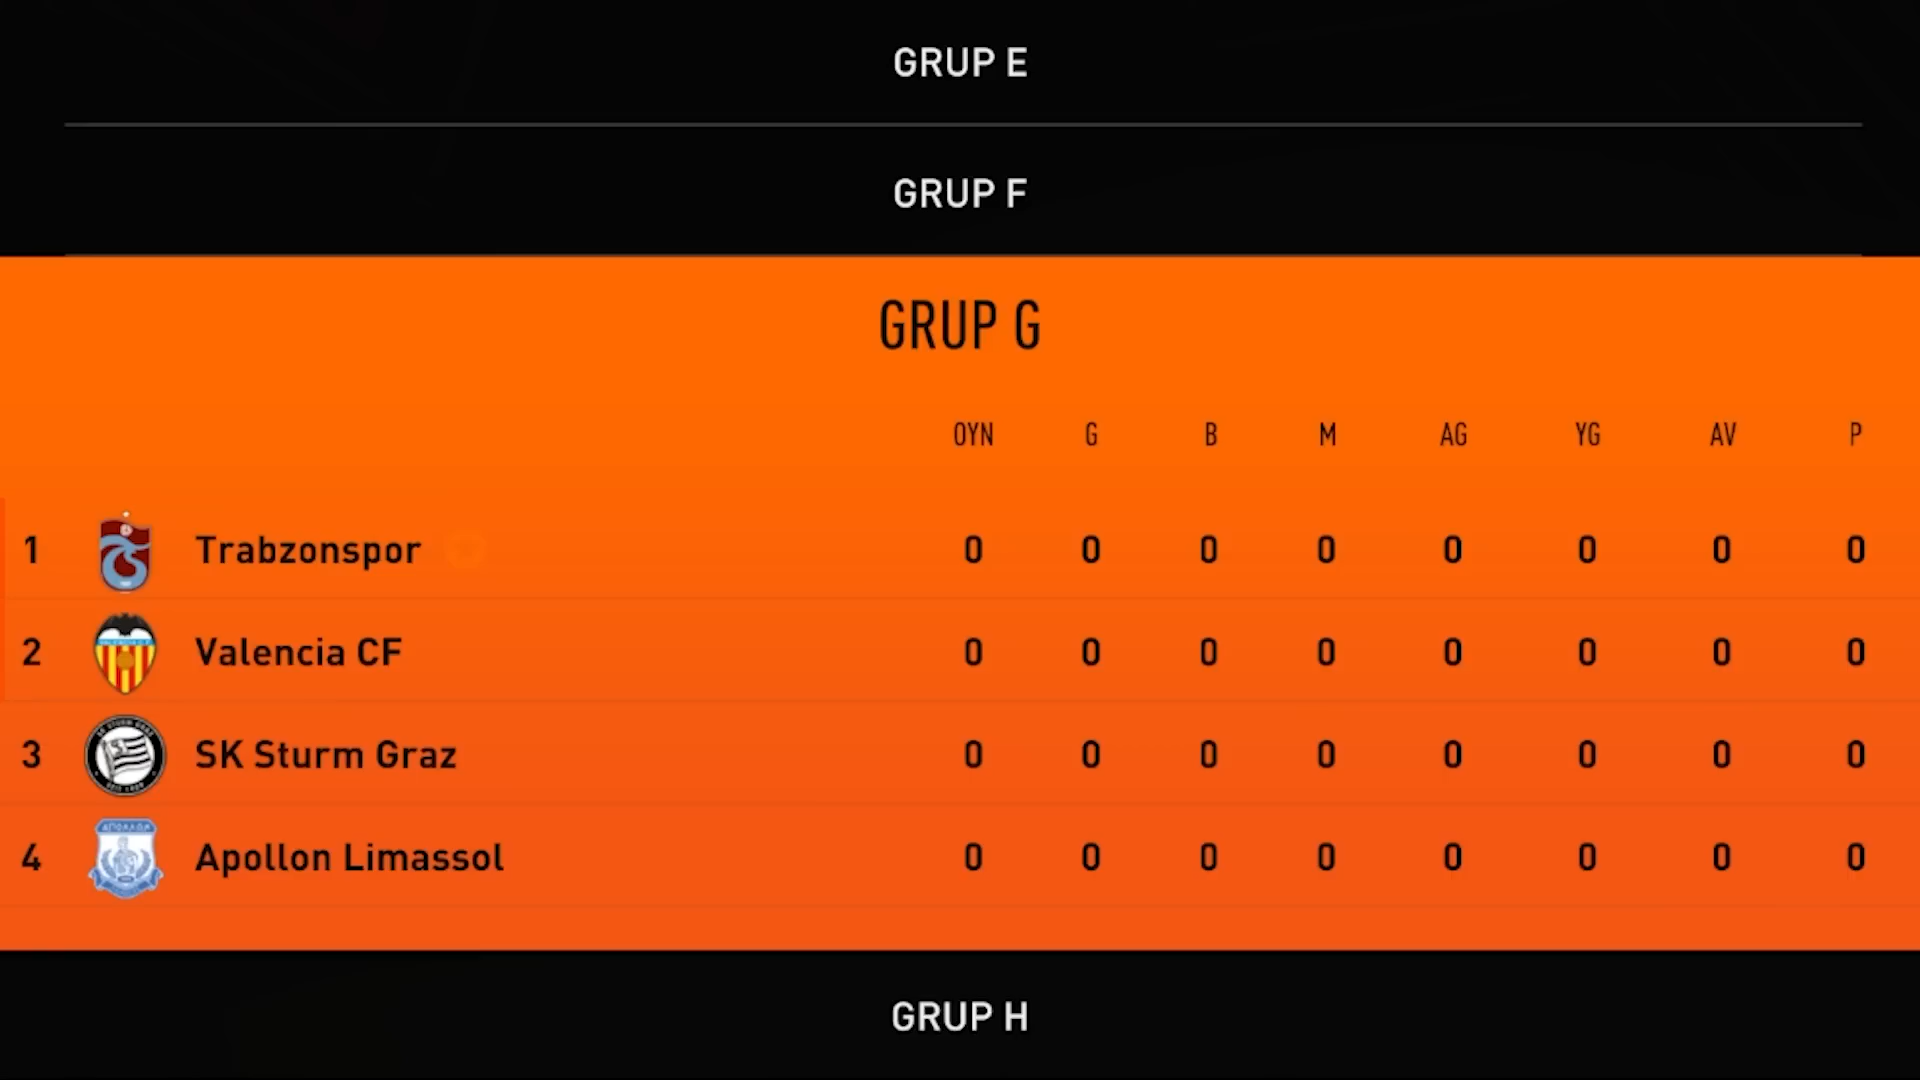 GRUP E
GRUP F
GRUP G
OYN G B M AG YG AV P
1 Trabzonspor 0 0 0 0 0 0 0 0
2 Valencia CF 0 0 0 0 0 0 0 0
3 SK Sturm Graz 0 0 0 0 0 0 0 0
4 Apollon Limassol 0 0 0 0 0 0 0 0
GRUP H